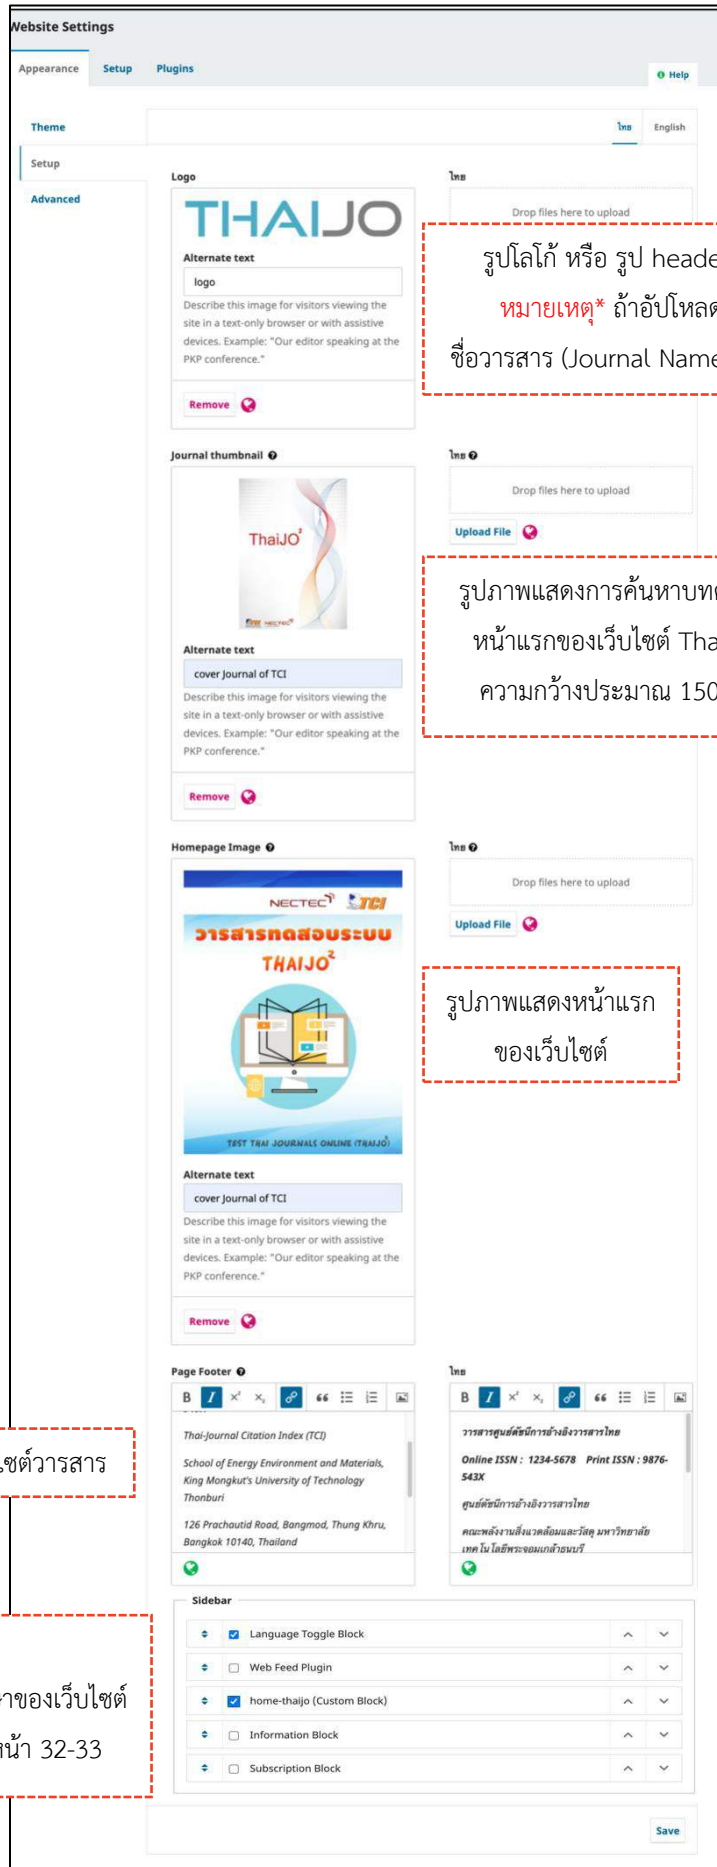 Website Settings
Appearance Setup Plugins
Help
Theme
Setup
Advanced
ไทย English
Logo
THAIJO
Alternate text
logo
Describe this image for visitors viewing the
site in a text-only browser or with assistive
devices. Example: "Our editor speaking at the
PKP conference."
Remove
ไทย
Drop files here to upload
รูปโลโก้ หรือ รูป heade
หมายเหตุ* ถ้าอัปโหลด
ชื่อวารสาร (Journal Name
Journal thumbnail
ThaiJO²
TCI NECTEC
Alternate text
cover Journal of TCI
Describe this image for visitors viewing the
site in a text-only browser or with assistive
devices. Example: "Our editor speaking at the
PKP conference."
Remove
ไทย
Drop files here to upload
Upload File
รูปภาพแสดงการค้นหาบทค
หน้าแรกของเว็บไซต์ Tha
ความกว้างประมาณ 150
Homepage Image
NECTEC TCI
วารสารทดสอบระบบ
THAIJO²
TEST THAI JOURNALS ONLINE (THAIJO²)
Alternate text
cover Journal of TCI
Describe this image for visitors viewing the
site in a text-only browser or with assistive
devices. Example: "Our editor speaking at the
PKP conference."
Remove
ไทย
Drop files here to upload
Upload File
รูปภาพแสดงหน้าแรก
ของเว็บไซต์
Page Footer
B I x² x₂
Thai-Journal Citation Index (TCI)
School of Energy Environment and Materials,
King Mongkut's University of Technology
Thonburi
126 Prachautid Road, Bangmod, Thung Khru,
Bangkok 10140, Thailand
ไทย
B I x² x₂
วารสารศูนย์ดัชนีการอ้างอิงวารสารไทย
Online ISSN : 1234-5678 Print ISSN : 9876-
543X
ศูนย์ดัชนีการอ้างอิงวารสารไทย
คณะพลังงานสิ่งแวดล้อมและวัสดุ มหาวิทยาลัย
เทคโนโลยีพระจอมเกล้าธนบุรี
ซต์วารสาร
Sidebar
Language Toggle Block
Web Feed Plugin
home-thaijo (Custom Block)
Information Block
Subscription Block
าของเว็บไซต์
น้า 32-33
Save